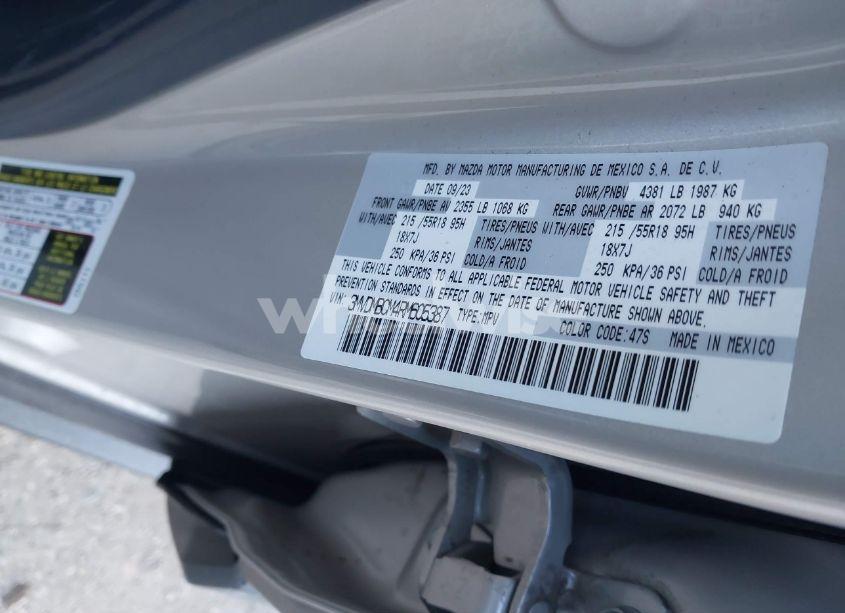 MFD. BY MAZDA MOTOR MANUFACTURING DE MEXICO S.A. DE C.V.
DATE 09/23 GVWR/PNBV 4381 LB 1987 KG
FRONT GAWR/PNBE AV 2355 LB 1068 KG REAR GAWR/PNBE AR 2072 LB 940 KG
WITH/AVEC 215 /55R18 95H TIRES/PNEUS WITH/AVEC 215 /55R18 95H TIRES/PNEUS
18X7J RIMS/JANTES 18X7J RIMS/JANTES
250 KPA/36 PSI COLD/A FROID 250 KPA/36 PSI COLD/A FROID
THIS VEHICLE CONFORMS TO ALL APPLICABLE FEDERAL MOTOR VEHICLE SAFETY AND THEFT
PREVENTION STANDARDS IN EFFECT ON THE DATE OF MANUFACTURE SHOWN ABOVE.
VIN: TYPE: MPV
COLOR CODE: 47S MADE IN MEXICO